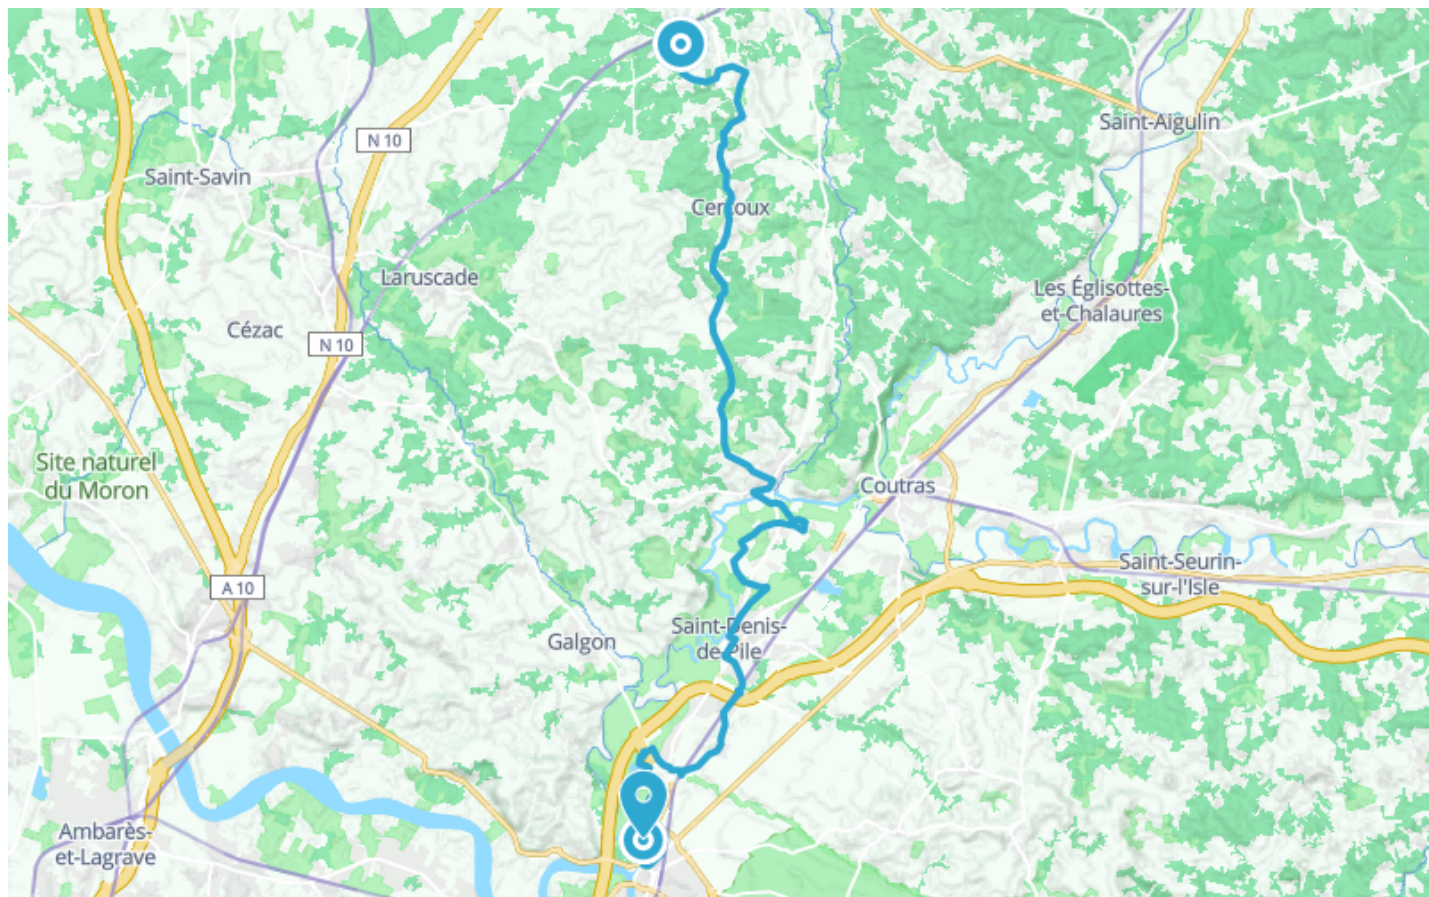 N 10
Saint-Aigulin
Saint-Savin
Cercoux
Laruscade
Les Églisottes-
et-Chalaures
Cézac
N 10
Site naturel
du Moron
Coutras
Saint-Seurin-
sur-l'Isle
A 10
Saint-Denis-
de-Pile
Galgon
Ambarès-
et-Lagrave